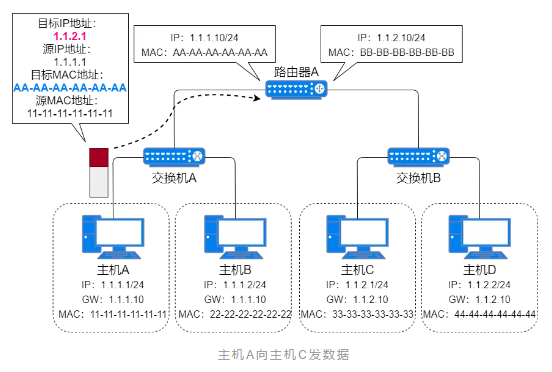 目标IP地址:
1.1.2.1
源IP地址:
1.1.1.1
目标MAC地址:
AA-AA-AA-AA-AA-AA
源MAC地址:
11-11-11-11-11-11
IP： 1.1.1.10/24
MAC： AA-AA-AA-AA-AA-AA
IP： 1.1.2.10/24
MAC： BB-BB-BB-BB-BB-BB
路由器A
交换机A
交换机B
主机A
IP： 1.1.1.1/24
GW： 1.1.1.10
MAC： 11-11-11-11-11-11
主机B
IP： 1.1.1.2/24
GW： 1.1.1.10
MAC： 22-22-22-22-22-22
主机C
IP： 1.1.2.1/24
GW： 1.1.2.10
MAC： 33-33-33-33-33-33
主机D
IP： 1.1.2.2/24
GW： 1.1.2.10
MAC： 44-44-44-44-44-44
主机A向主机C发数据